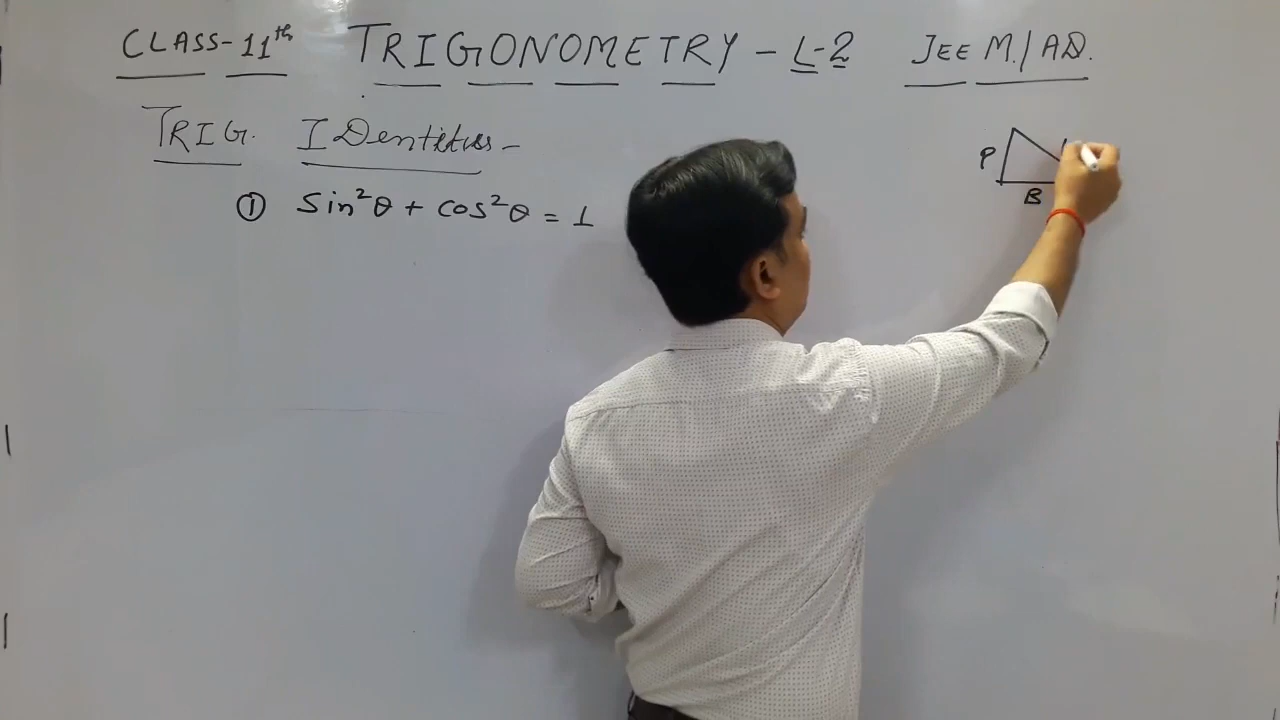 CLASS-11th TRIGONOMETRY - L-2 JEE M./AD.
TRIG. IDentities -
① Sin²θ + cos²θ = 1
P
B